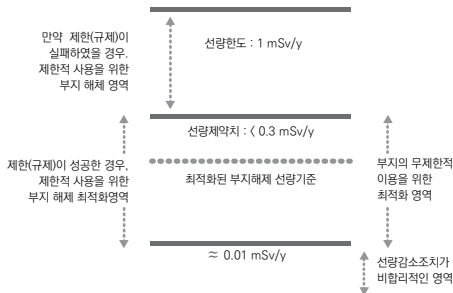 만약 제한(규제)이
실패하였을 경우.
제한적 사용을 위한
부지 해체 영역
선량한도 : 1 mSv/y
선량제약치 : < 0.3 mSv/y
제한(규제)이 성공한 경우,
제한적 사용을 위한
부지 해제 최적화영역
최적화된 부지해제 선량기준
부지의 무제한적
이용을 위한
최적화 영역
≈ 0.01 mSv/y
선량감소조치가
비합리적인 영역